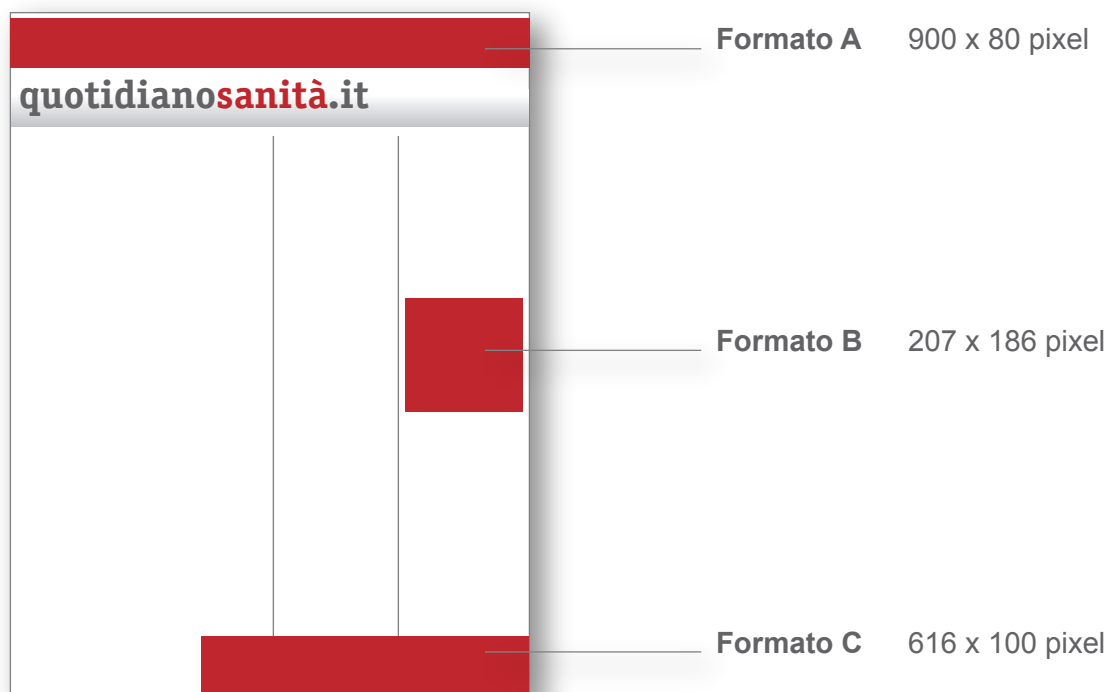 Formato A 900 x 80 pixel
quotidianosanità.it
Formato B 207 x 186 pixel
Formato C 616 x 100 pixel